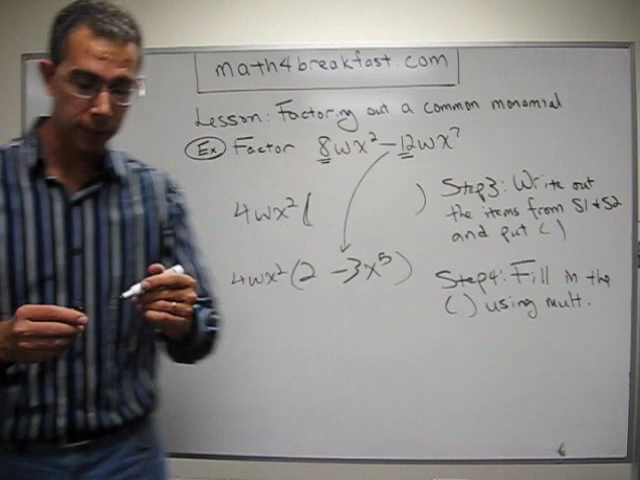 math4breakfast.com
Lesson: Factoring out a common monomial
Ex Factor 8wx² - 12wx⁷
4wx² (        )
Step3: Write out
the items from S1 & S2
and put ( )
4wx² (2 - 3x⁵)
Step4: Fill in the
( ) using mult.